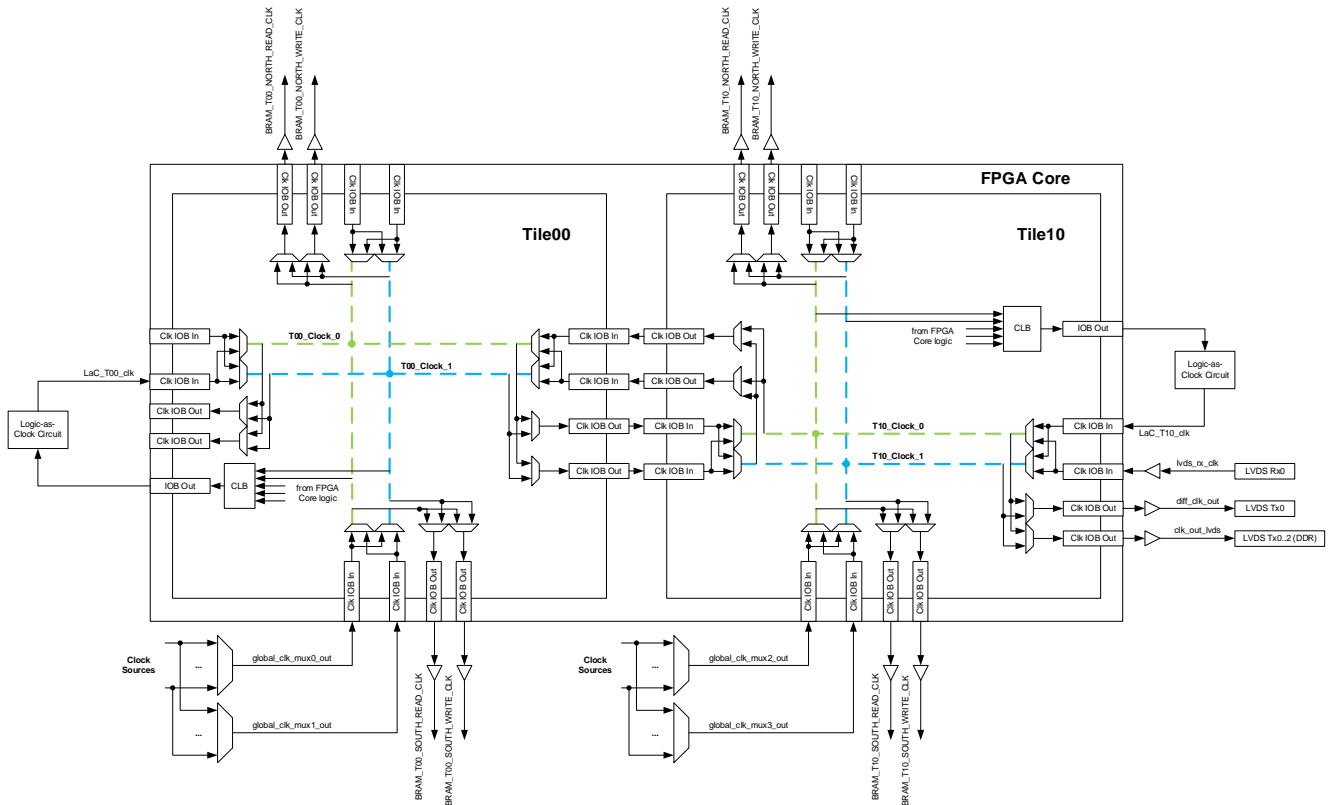 BRAM_T00_NORTH_READ_CLK
BRAM_T00_NORTH_WRITE_CLK
BRAM_T10_NORTH_READ_CLK
BRAM_T10_NORTH_WRITE_CLK
FPGA Core
Clk IOB Out
Clk IOB Out
Clk IOB In
Clk IOB In
Clk IOB Out
Clk IOB Out
Clk IOB In
Clk IOB In
Tile00
Tile10
Clk IOB In
T00_Clock_0
Clk IOB In
Clk IOB Out
from FPGA
Core logic
CLB
IOB Out
LaC_T00_clk
Clk IOB In
T00_Clock_1
Clk IOB In
Clk IOB Out
Logic-as-
Clock Circuit
Logic-as-
Clock Circuit
Clk IOB Out
Clk IOB Out
Clk IOB Out
Clk IOB In
T10_Clock_0
Clk IOB In
LaC_T10_clk
Clk IOB Out
Clk IOB In
T10_Clock_1
Clk IOB In
lvds_rx_clk
LVDS Rx0
IOB Out
CLB
from FPGA
Core logic
Clk IOB Out
diff_clk_out
LVDS Tx0
Clk IOB Out
clk_out_lvds
LVDS Tx0..2 (DDR)
Clk IOB In
Clk IOB In
Clk IOB Out
Clk IOB Out
Clk IOB In
Clk IOB In
Clk IOB Out
Clk IOB Out
Clock
Sources
...
global_clk_mux0_out
...
global_clk_mux1_out
BRAM_T00_SOUTH_READ_CLK
BRAM_T00_SOUTH_WRITE_CLK
Clock
Sources
...
global_clk_mux2_out
...
global_clk_mux3_out
BRAM_T10_SOUTH_READ_CLK
BRAM_T10_SOUTH_WRITE_CLK